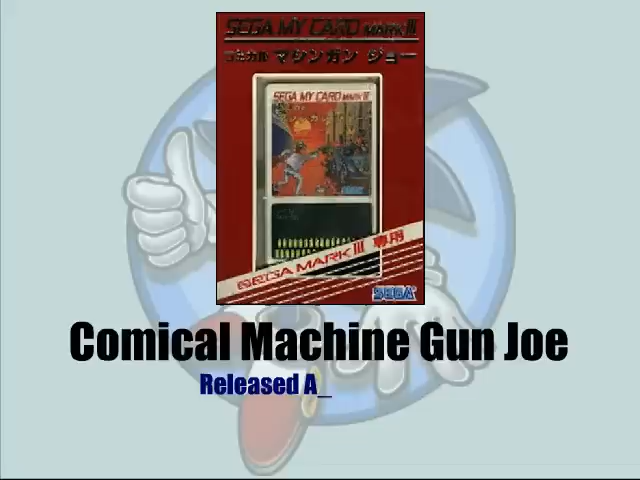 SEGA MY CARD MARK III
コミカル マシンガン ジョー
SEGA MY CARD MARK III
SEGA MARK III 専用
SEGA
Comical Machine Gun Joe
Released A_